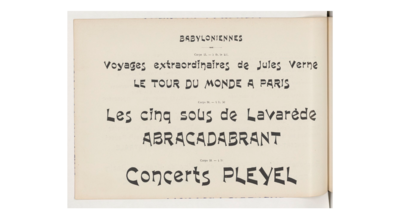 BABYLONIENNES
Voyages extraordinaires de Jules Verne
LE TOUR DU MONDE A PARIS
Les cinq sous de Lavarède
ABRACADABRANT
Concerts PLEYEL